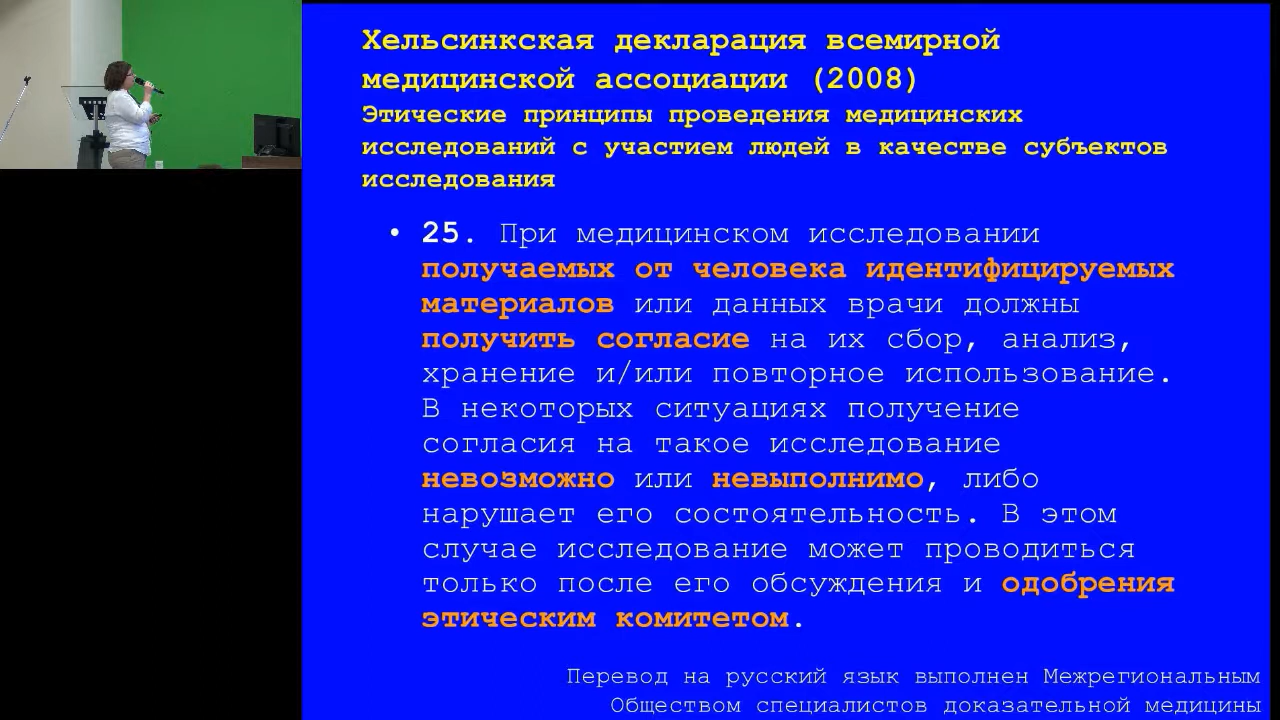 Хельсинкская декларация всемирной
медицинской ассоциации (2008)
Этические принципы проведения медицинских
исследований с участием людей в качестве субъектов
исследования
• 25. При медицинском исследовании
получаемых от человека идентифицируемых
материалов или данных врачи должны
получить согласие на их сбор, анализ,
хранение и/или повторное использование.
В некоторых ситуациях получение
согласия на такое исследование
невозможно или невыполнимо, либо
нарушает его состоятельность. В этом
случае исследование может проводиться
только после его обсуждения и одобрения
этическим комитетом.
Перевод на русский язык выполнен Межрегиональным
Обществом специалистов доказательной медицины